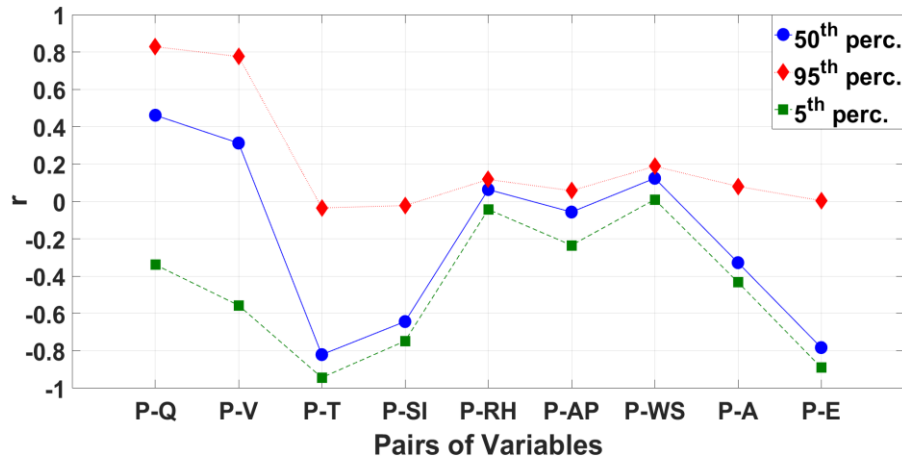 1
0.8
0.6
0.4
0.2
0
-0.2
-0.4
-0.6
-0.8
-1
r
50th perc.
95th perc.
5th perc.
P-Q P-V P-T P-SI P-RH P-AP P-WS P-A P-E
Pairs of Variables